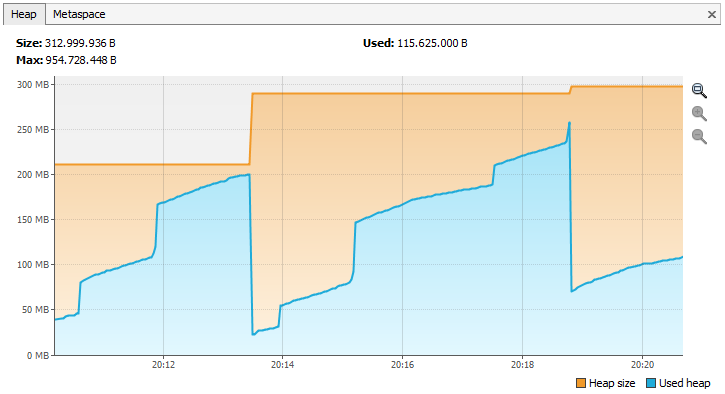 Heap Metaspace
Size: 312.999.936 B Used: 115.625.000 B
Max: 954.728.448 B
300 MB
250 MB
200 MB
150 MB
100 MB
50 MB
0 MB
20:12 20:14 20:16 20:18 20:20
Heap size Used heap